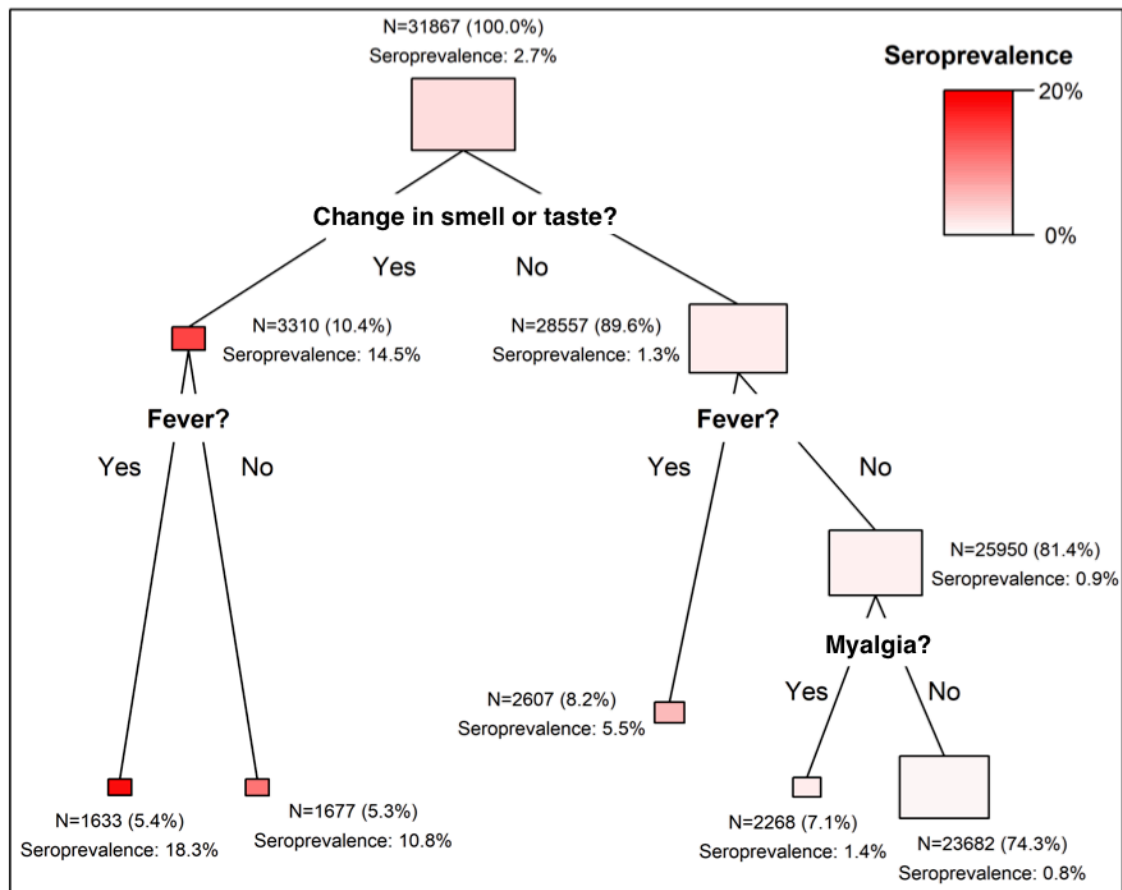 N=31867 (100.0%)
Seroprevalence: 2.7%
Seroprevalence
20%
0%
Change in smell or taste?
Yes
No
N=3310 (10.4%)
Seroprevalence: 14.5%
N=28557 (89.6%)
Seroprevalence: 1.3%
Fever?
Yes
No
Fever?
Yes
No
N=25950 (81.4%)
Seroprevalence: 0.9%
Myalgia?
Yes
No
N=2607 (8.2%)
Seroprevalence: 5.5%
N=1633 (5.4%)
Seroprevalence: 18.3%
N=1677 (5.3%)
Seroprevalence: 10.8%
N=2268 (7.1%)
Seroprevalence: 1.4%
N=23682 (74.3%)
Seroprevalence: 0.8%